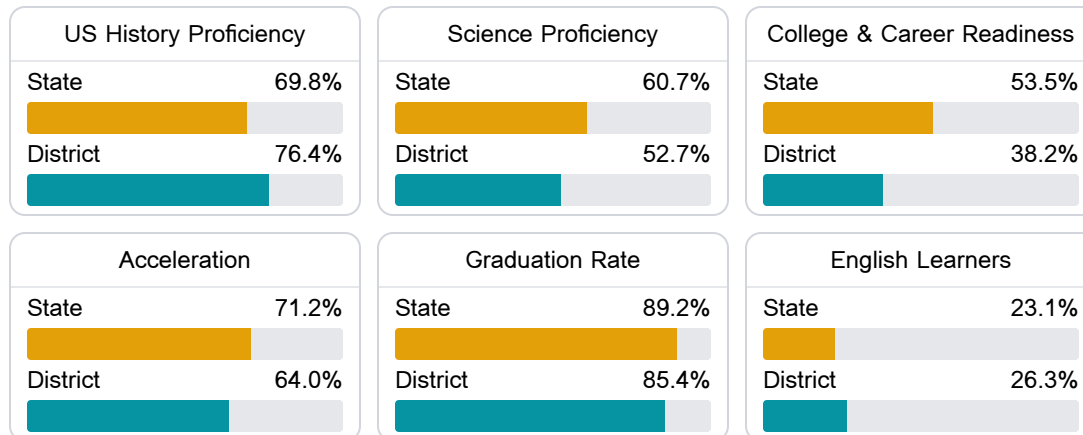 US History Proficiency
State 69.8%
District 76.4%
Science Proficiency
State 60.7%
District 52.7%
College & Career Readiness
State 53.5%
District 38.2%
Acceleration
State 71.2%
District 64.0%
Graduation Rate
State 89.2%
District 85.4%
English Learners
State 23.1%
District 26.3%